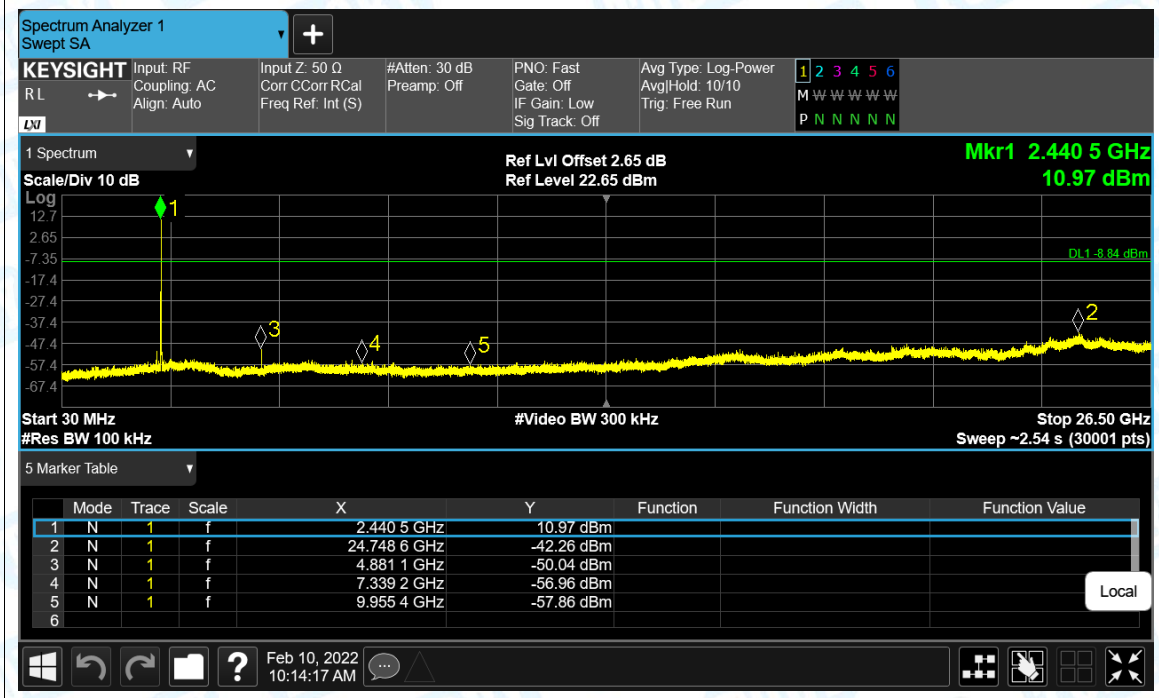 Spectrum Analyzer 1
Swept SA
+
KEYSIGHT
R L
LXI
Input: RF
Coupling: AC
Align: Auto
Input Z: 50 Ω
Corr CCorr RCal
Freq Ref: Int (S)
#Atten: 30 dB
Preamp: Off
PNO: Fast
Gate: Off
IF Gain: Low
Sig Track: Off
Avg Type: Log-Power
Avg|Hold: 10/10
Trig: Free Run
1 2 3 4 5 6
M W W W W W
P N N N N N
1 Spectrum
Scale/Div 10 dB
Ref Lvl Offset 2.65 dB
Ref Level 22.65 dBm
Mkr1 2.440 5 GHz
10.97 dBm
Log
12.7
2.65
-7.35
-17.4
-27.4
-37.4
-47.4
-57.4
-67.4
1
3
4
5
2
DL1 -8.84 dBm
Start 30 MHz
#Res BW 100 kHz
#Video BW 300 kHz
Stop 26.50 GHz
Sweep ~2.54 s (30001 pts)
5 Marker Table
Mode Trace Scale X Y Function Function Width Function Value
1 N 1 f 2.440 5 GHz 10.97 dBm
2 N 1 f 24.748 6 GHz -42.26 dBm
3 N 1 f 4.881 1 GHz -50.04 dBm
4 N 1 f 7.339 2 GHz -56.96 dBm
5 N 1 f 9.955 4 GHz -57.86 dBm
6
Local
?
Feb 10, 2022
10:14:17 AM